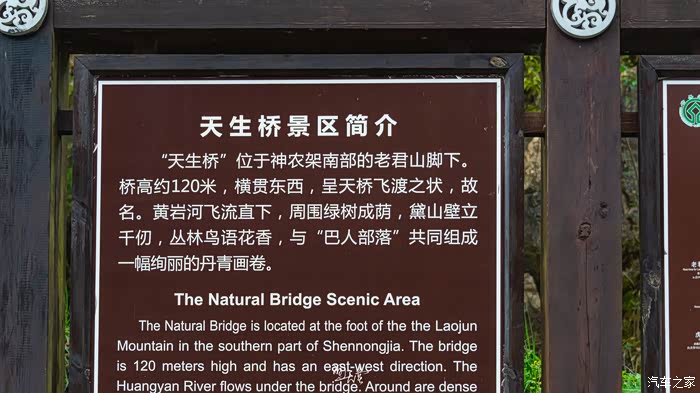 天生桥景区简介
“天生桥”位于神农架南部的老君山脚下。
桥高约120米，横贯东西，呈天桥飞渡之状，故
名。黄岩河飞流直下，周围绿树成荫，黛山壁立
千仞，丛林鸟语花香，与“巴人部落”共同组成
一幅绚丽的丹青画卷。
The Natural Bridge Scenic Area
The Natural Bridge is located at the foot of the the Laojun
Mountain in the southern part of Shennongjia. The bridge
is 120 meters high and has an east-west direction. The
Huangyan River flows under the bridge. Around are dense
汽车之家